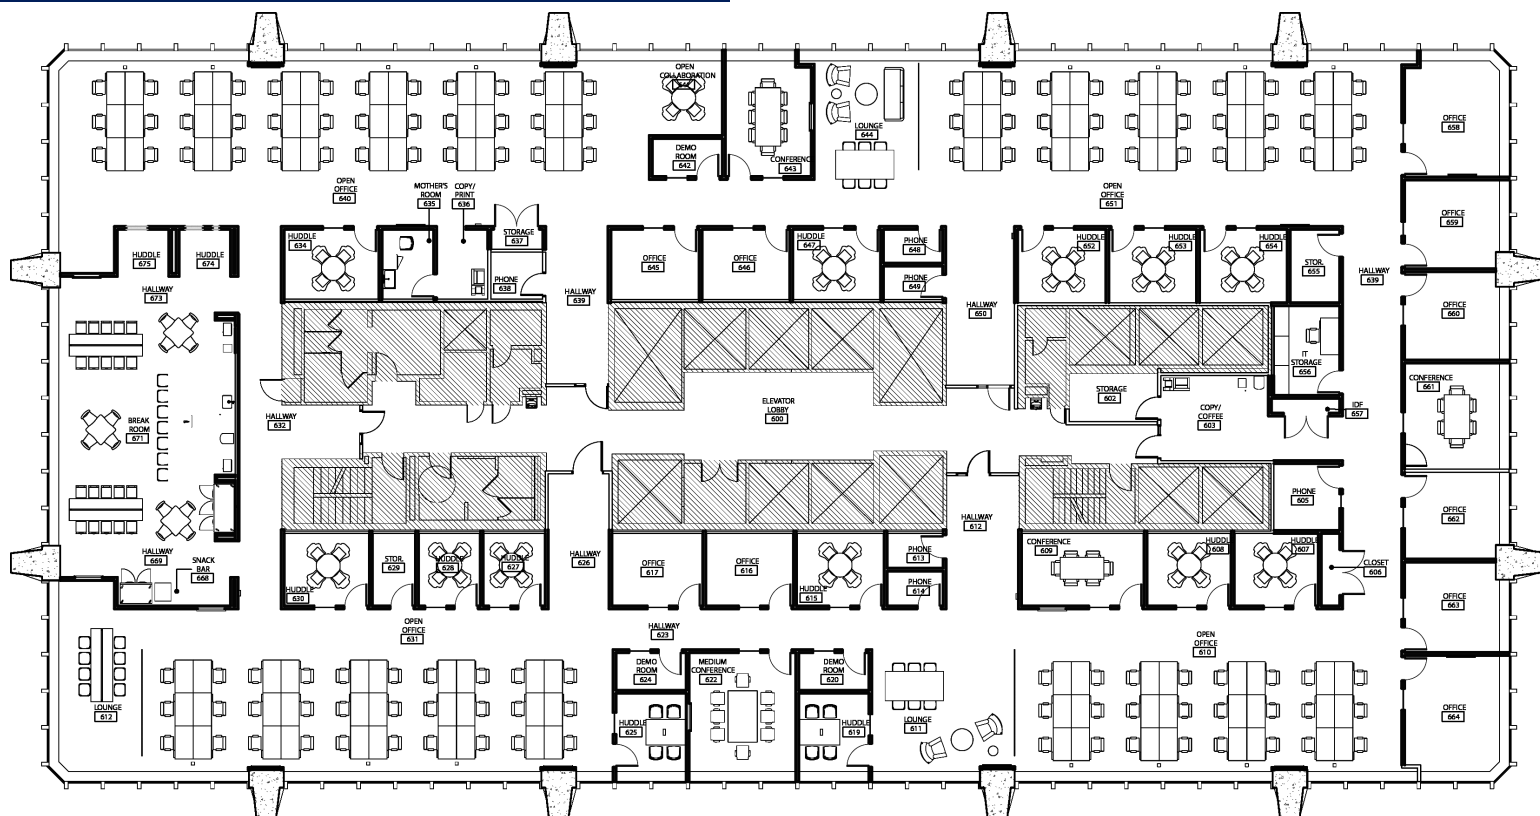 OPEN
COLLABORATION
DEMO
ROOM
642
CONFERENC
643
LOUNGE
644
OFFICE
658
OPEN
OFFICE
640
MOTHER'S
ROOM
635
COPY/
PRINT
636
OPEN
OFFICE
651
OFFICE
659
HUDDLE
634
STORAGE
637
PHONE
638
HUDDLE
675
HUDDLE
674
OFFICE
645
OFFICE
646
HUDDLE
647
PHONE
648
PHONE
649
HUDDLE
652
HUDDLE
653
HUDDLE
654
STOR.
655
HALLWAY
639
HALLWAY
673
HALLWAY
639
HALLWAY
650
OFFICE
660
IT
STORAGE
656
CONFERENCE
661
STORAGE
602
COPY/
COFFEE
603
IDF
657
ELEVATOR
LOBBY
600
HALLWAY
632
BREAK
ROOM
671
PHONE
605
OFFICE
662
HALLWAY
612
HALLWAY
669
SNACK
BAR
668
HUDDLE
630
STOR.
629
HUDDLE
628
HUDDLE
627
HALLWAY
626
OFFICE
617
OFFICE
616
HUDDLE
615
PHONE
613
PHONE
614
CONFERENCE
609
HUDDL
608
HUDDL
607
CLOSET
606
OFFICE
663
OPEN
OFFICE
631
HALLWAY
623
OPEN
OFFICE
610
DEMO
ROOM
624
MEDIUM
CONFERENCE
622
DEMO
ROOM
620
LOUNGE
612
HUDDLE
625
HUDDLE
619
LOUNGE
611
OFFICE
664